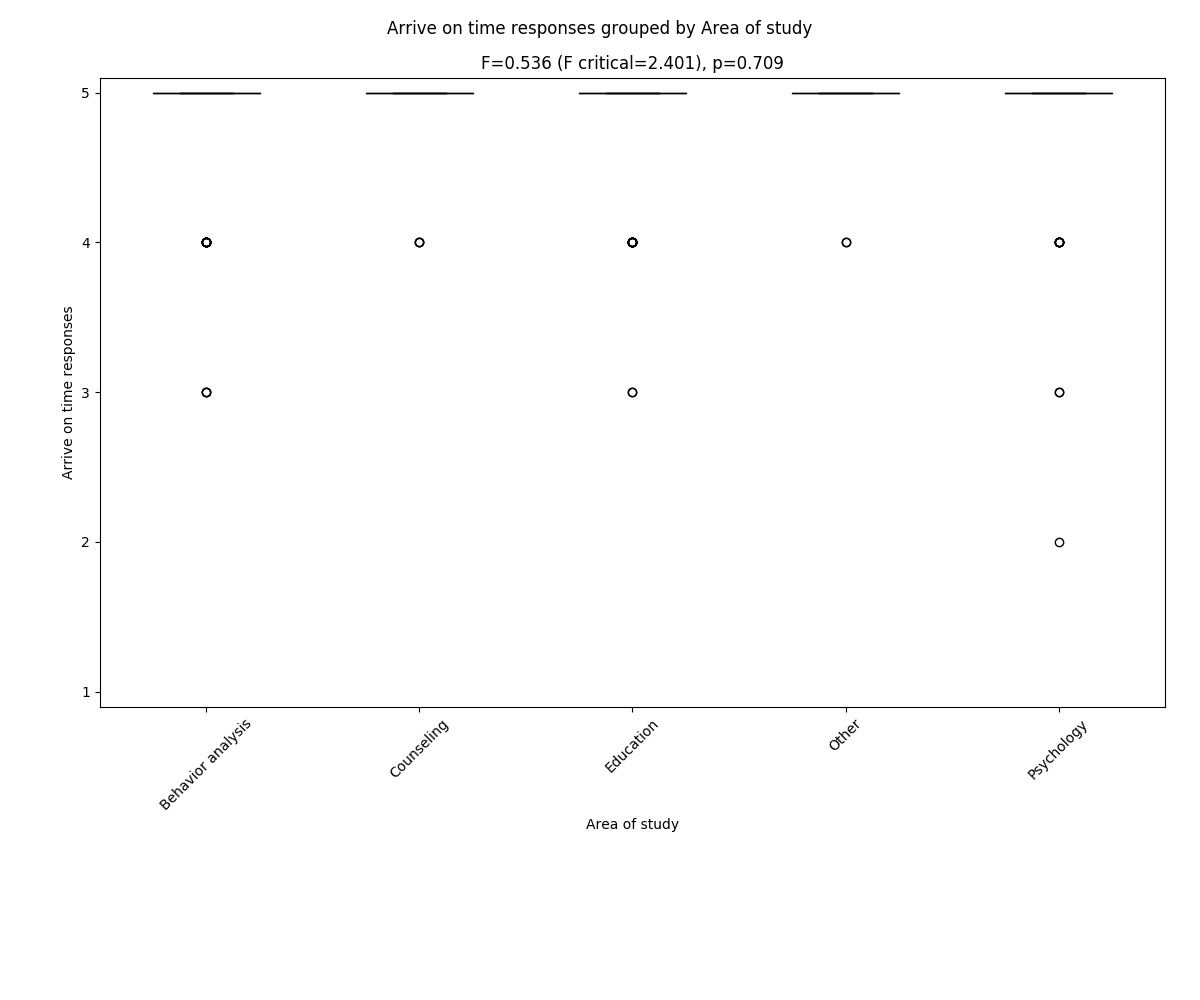 Arrive on time responses grouped by Area of study
F=0.536 (F critical=2.401), p=0.709
5
4
3
2
1
Arrive on time responses
Behavior analysis
Counseling
Education
Other
Psychology
Area of study